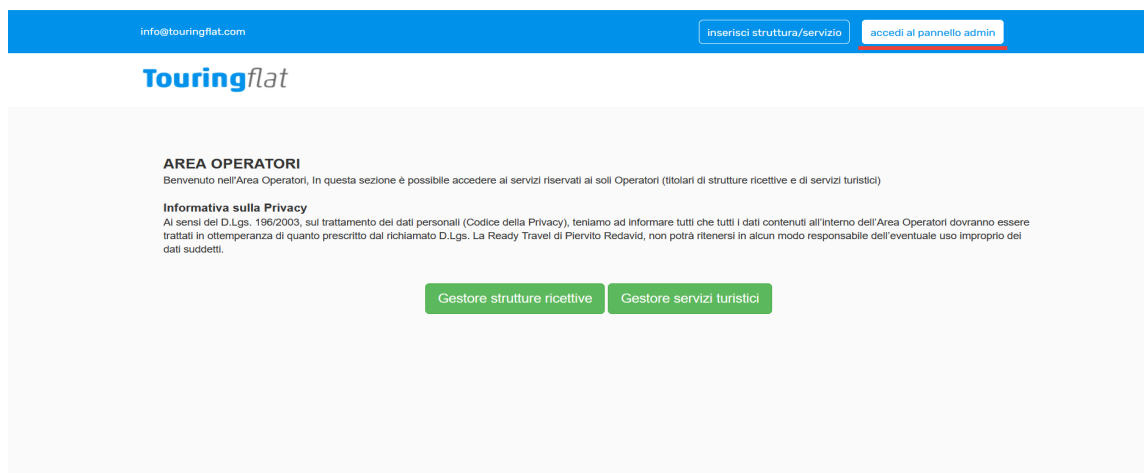 info@touringflat.com
inserisci struttura/servizio
accedi al pannello admin
Touringflat
AREA OPERATORI
Benvenuto nell'Area Operatori, In questa sezione è possibile accedere ai servizi riservati ai soli Operatori (titolari di strutture ricettive e di servizi turistici)
Informativa sulla Privacy
Ai sensi del D.Lgs. 196/2003, sul trattamento dei dati personali (Codice della Privacy), teniamo ad informare tutti che tutti i dati contenuti all'interno dell'Area Operatori dovranno essere
trattati in ottemperanza di quanto prescritto dal richiamato D.Lgs. La Ready Travel di Piervito Redavid, non potrà ritenersi in alcun modo responsabile dell'eventuale uso improprio dei
dati suddetti.
Gestore strutture ricettive
Gestore servizi turistici